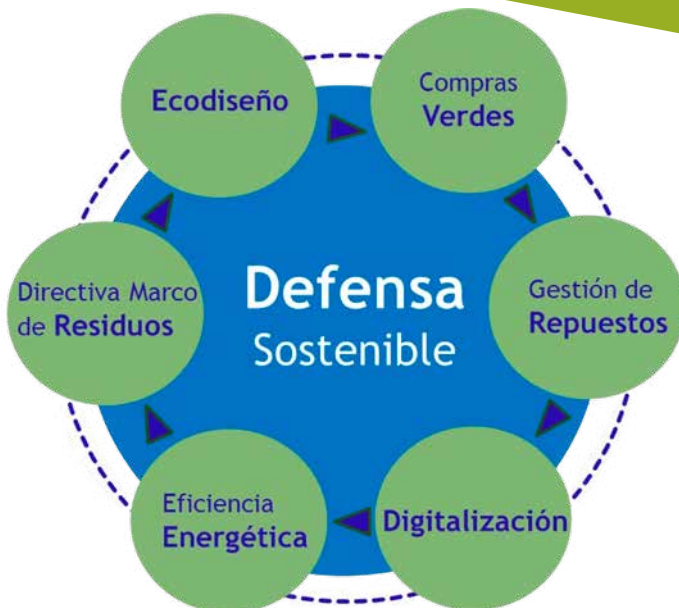 Ecodiseño
Compras
Verdes
Directiva Marco
de Residuos
Defensa
Sostenible
Gestión de
Repuestos
Eficiencia
Energética
Digitalización